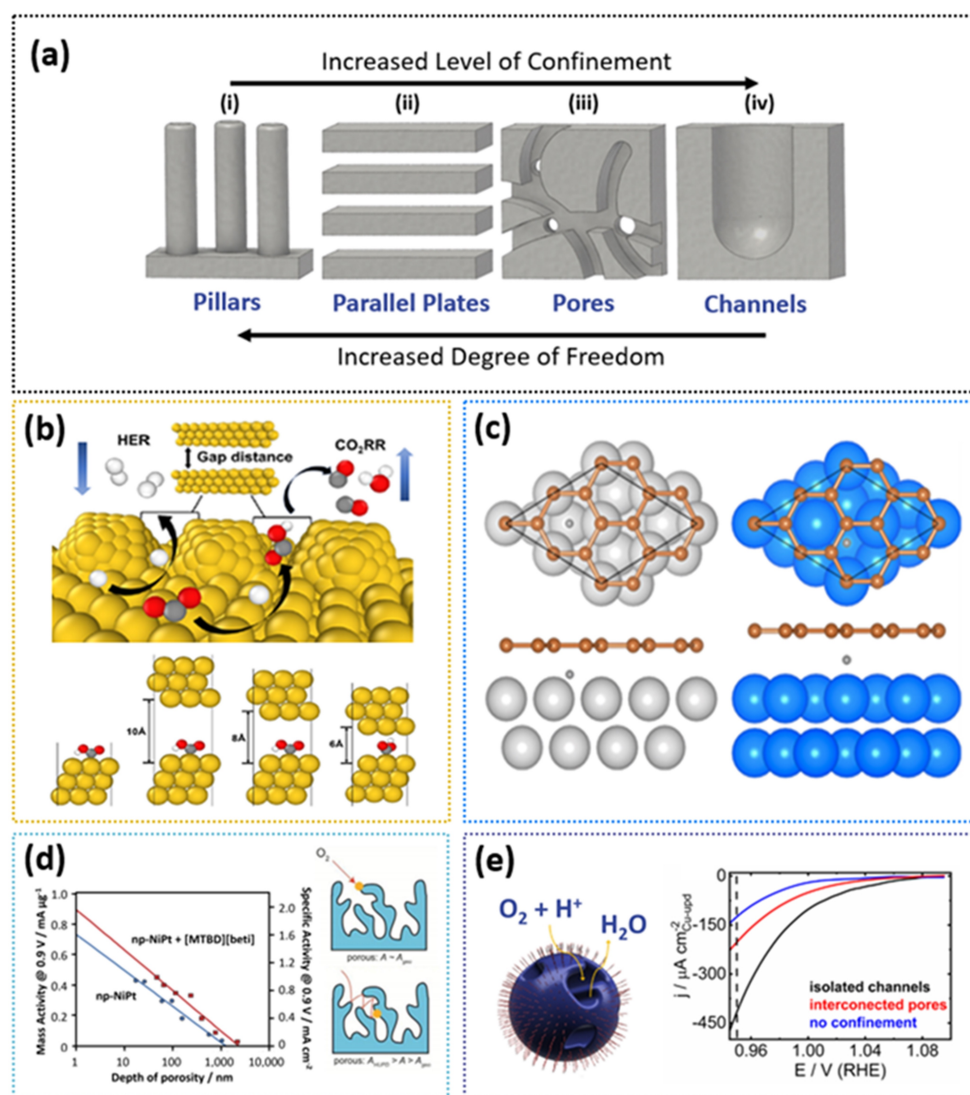 (a)
Increased Level of Confinement
(i)
(ii)
(iii)
(iv)
Pillars
Parallel Plates
Pores
Channels
Increased Degree of Freedom
(b)
HER
Gap distance
CO2RR
10Å
8Å
6Å
(c)
(d)
Mass Activity @ 0.9 V / mA μg-1
1.0
0.8
0.6
0.4
0.2
0
np-NiPt + [MTBD][beti]
np-NiPt
1
10
100
1,000
10,000
Depth of porosity / nm
2.0
1.6
1.2
0.8
0.4
0
Specific Activity @ 0.9 V / mA cm-2
O2
porous: A ~ Ageo
porous: AHUPD > A > Ageo
(e)
O2 + H+
H2O
j / μA cm-2Cu-upd
0
-150
-300
-450
isolated channels
interconected pores
no confinement
0.96
1.00
1.04
1.08
E / V (RHE)